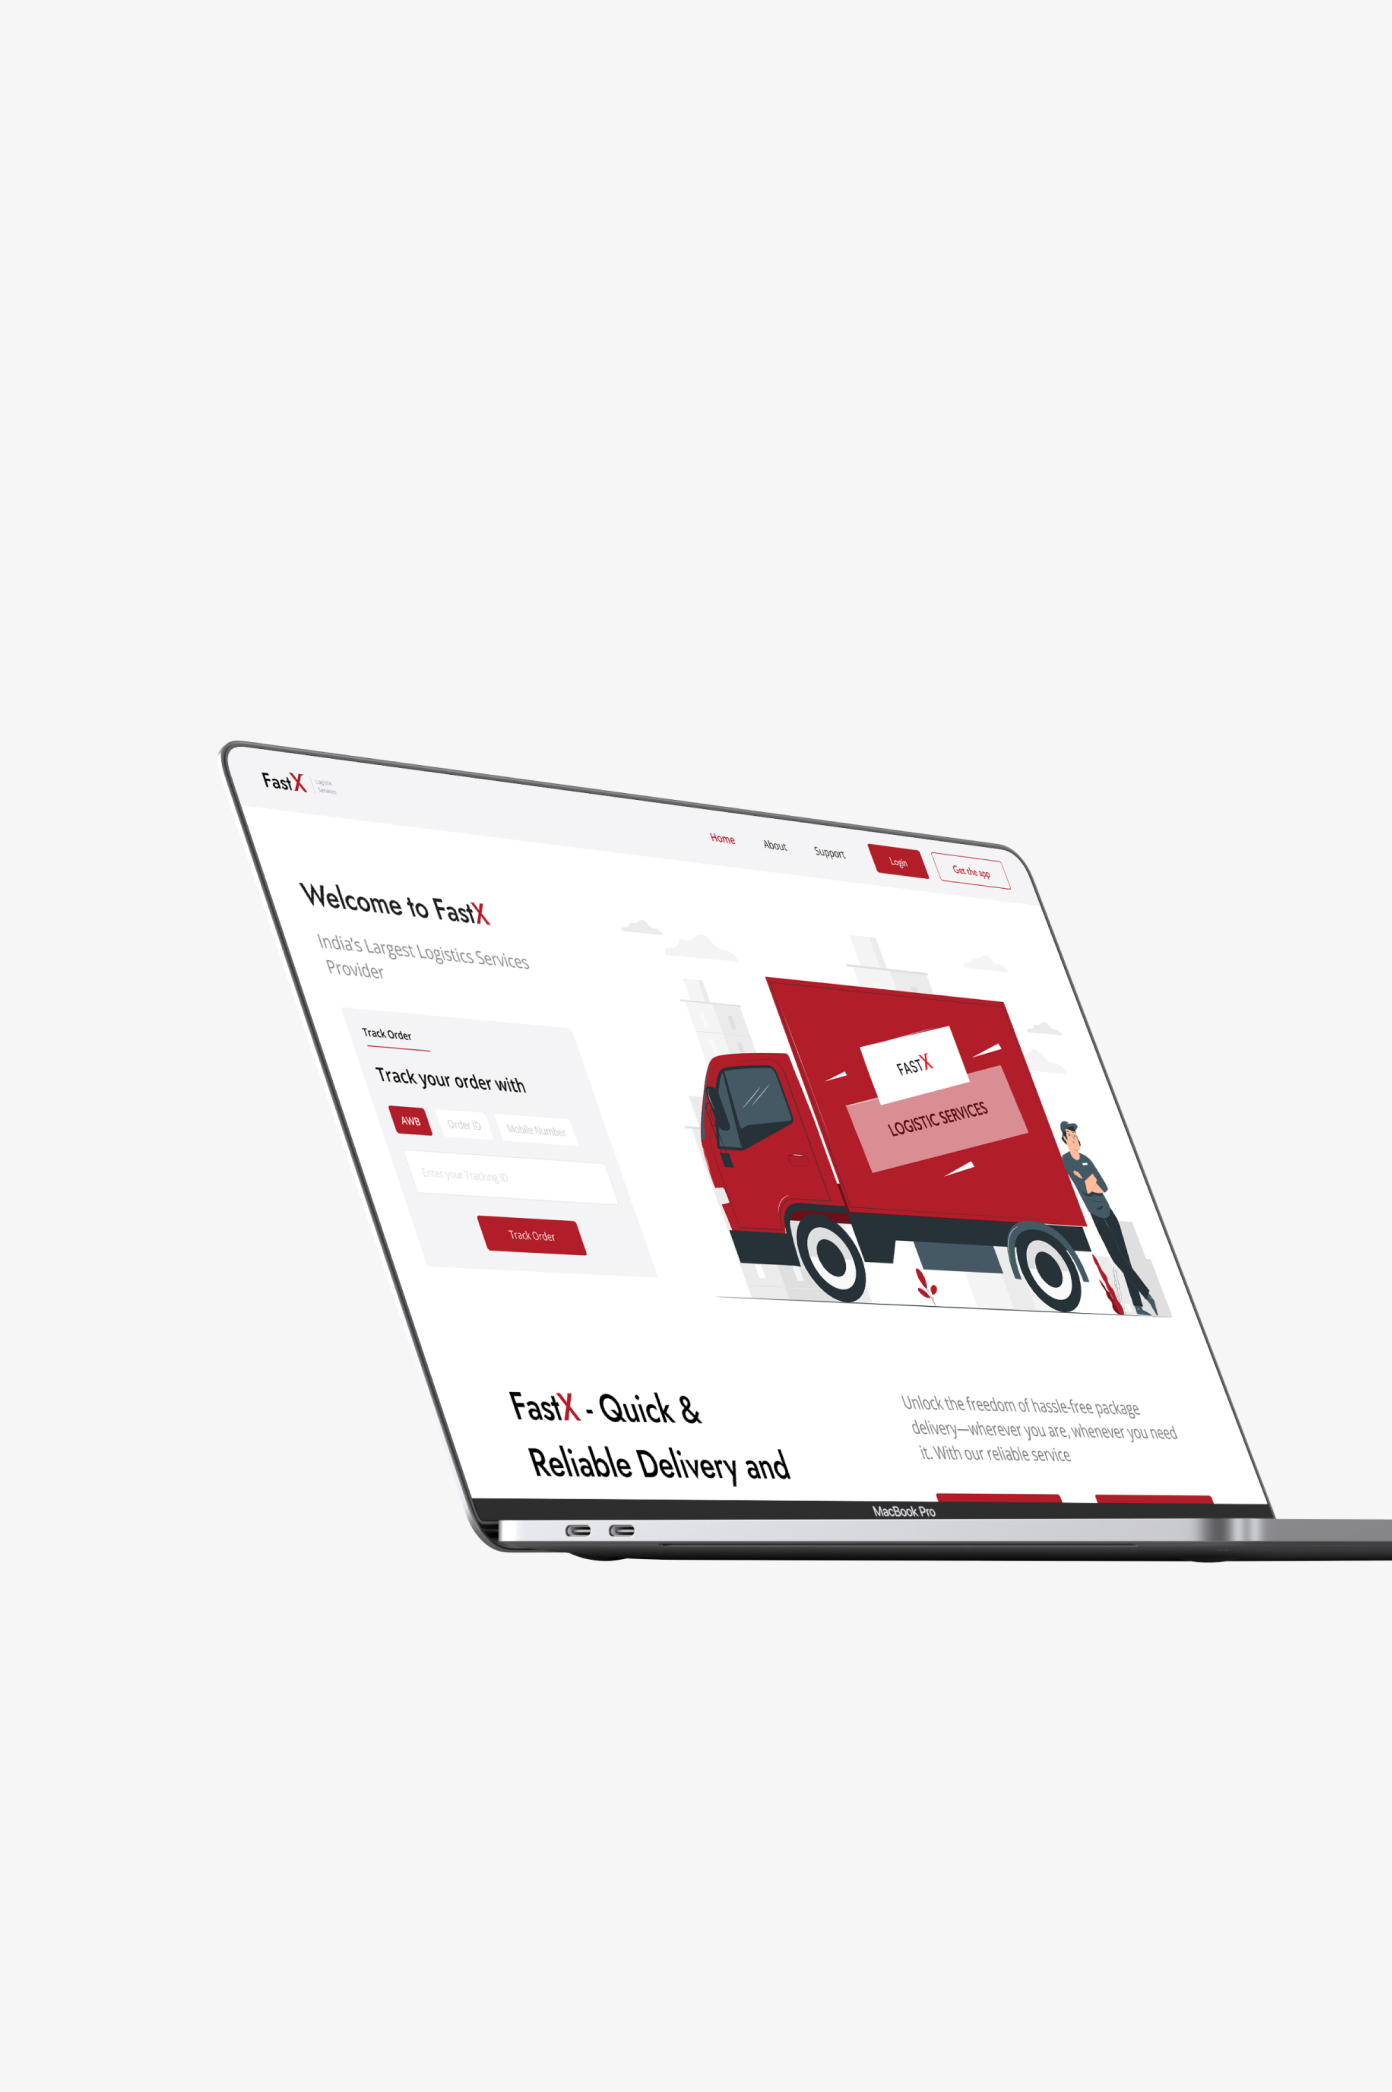 FastX
Logistic
Services
Home
About
Support
Login
Get the app
Welcome to FastX
India's Largest Logistics Services
Provider
Track Order
Track your order with
AWB
Order ID
Mobile Number
Enter your Tracking ID
Track Order
FASTX
LOGISTIC SERVICES
FastX - Quick &
Reliable Delivery and
Unlock the freedom of hassle-free package
delivery—wherever you are, whenever you need
it. With our reliable service
MacBook Pro